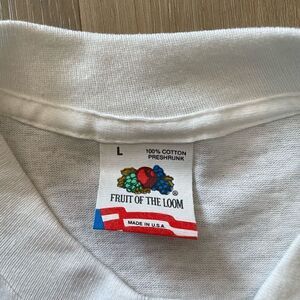 L
100% COTTON
PRESHRUNK
®
FRUIT OF THE LOOM
MADE IN U.S.A.